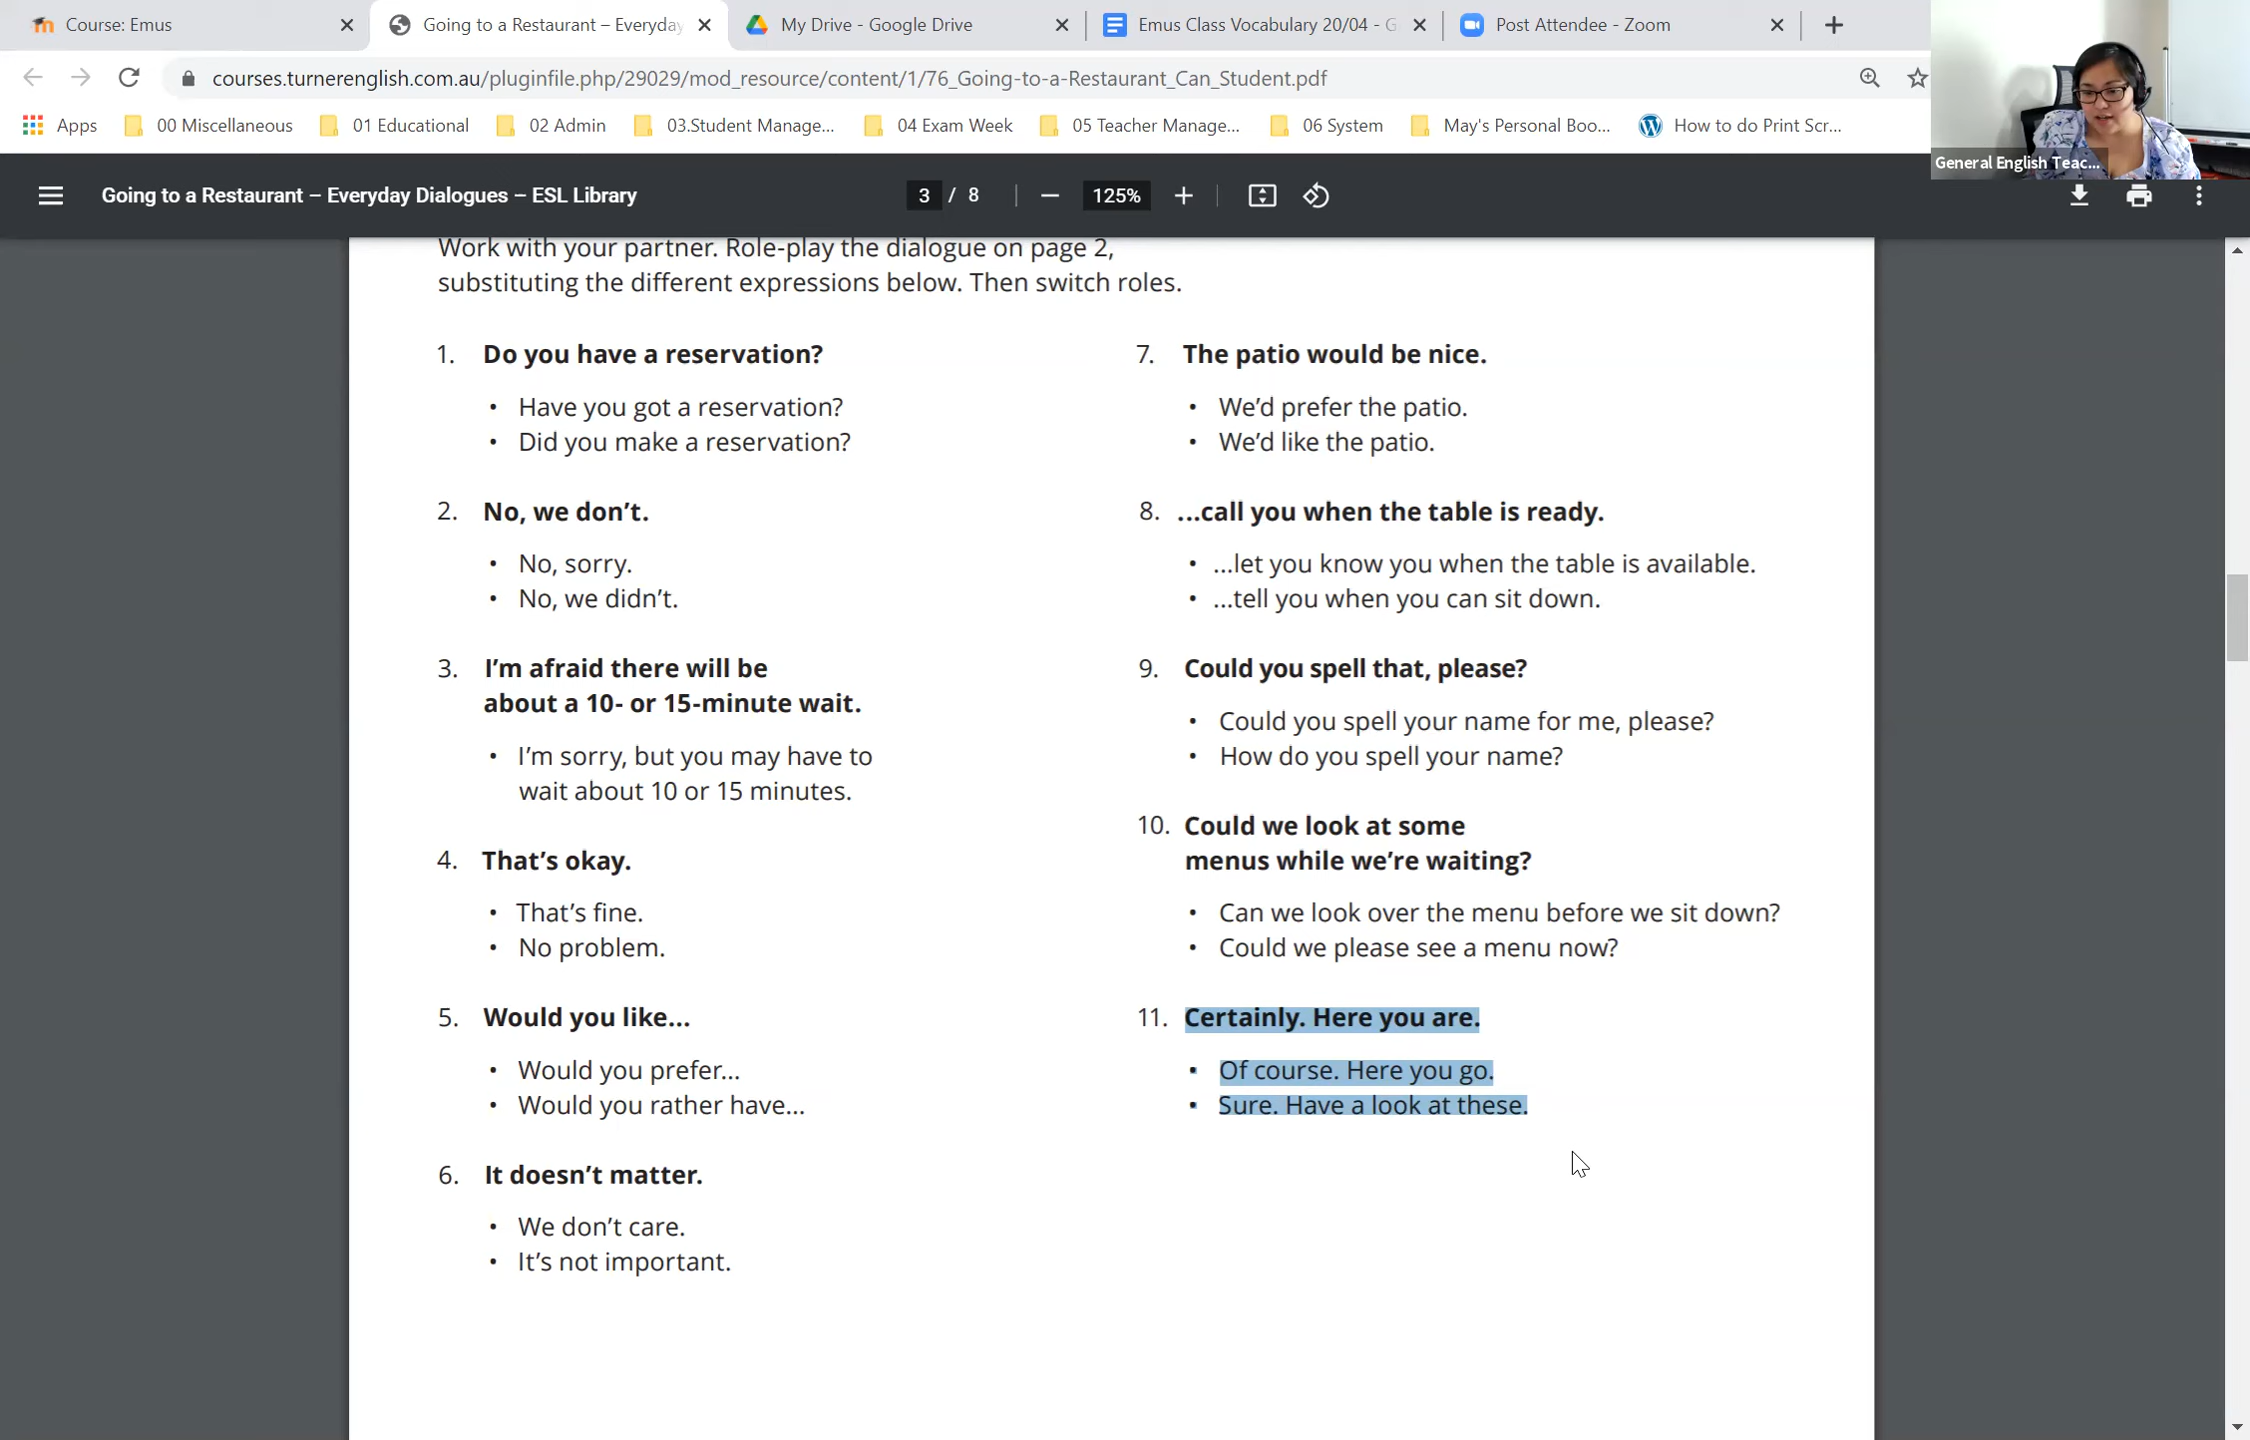 Course: Emus
Going to a Restaurant – Everyday
My Drive - Google Drive
Emus Class Vocabulary 20/04 - G
Post Attendee - Zoom
courses.turnerenglish.com.au/pluginfile.php/29029/mod_resource/content/1/76_Going-to-a-Restaurant_Can_Student.pdf
Apps
00 Miscellaneous
01 Educational
02 Admin
03.Student Manage...
04 Exam Week
05 Teacher Manage...
06 System
May's Personal Boo...
How to do Print Scr...
General English Teac...
Going to a Restaurant – Everyday Dialogues – ESL Library
3 / 8
125%
Work with your partner. Role-play the dialogue on page 2,
substituting the different expressions below. Then switch roles.
1. Do you have a reservation?
• Have you got a reservation?
• Did you make a reservation?
2. No, we don't.
• No, sorry.
• No, we didn't.
3. I'm afraid there will be
about a 10- or 15-minute wait.
• I'm sorry, but you may have to
wait about 10 or 15 minutes.
4. That's okay.
• That's fine.
• No problem.
5. Would you like...
• Would you prefer...
• Would you rather have...
6. It doesn't matter.
• We don't care.
• It's not important.
7. The patio would be nice.
• We'd prefer the patio.
• We'd like the patio.
8. ...call you when the table is ready.
• ...let you know you when the table is available.
• ...tell you when you can sit down.
9. Could you spell that, please?
• Could you spell your name for me, please?
• How do you spell your name?
10. Could we look at some
menus while we're waiting?
• Can we look over the menu before we sit down?
• Could we please see a menu now?
11. Certainly. Here you are.
• Of course. Here you go.
• Sure. Have a look at these.